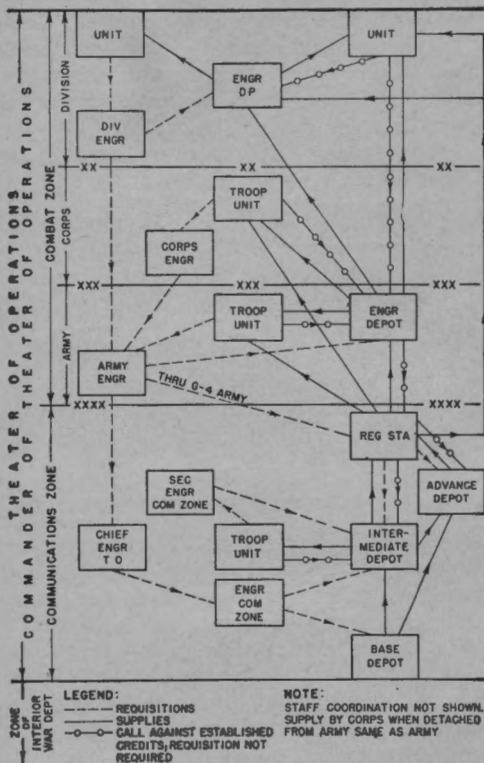 THEATER OF OPERATIONS
COMMANDER OF THEATER OF OPERATIONS
COMBAT ZONE
DIVISION
UNIT
UNIT
ENGR
D P
DIV
ENGR
XX XX XX
CORPS
TROOP
UNIT
CORPS
ENGR
XXX XXX XXX
ARMY
TROOP
UNIT
ENGR
DEPOT
ARMY
ENGR
THRU G-4 ARMY
XXXX XXXX
COMMUNICATIONS ZONE
REG STA
SEC
ENGR
COM ZONE
ADVANCE
DEPOT
CHIEF
ENGR
T O
TROOP
UNIT
INTER-
MEDIATE
DEPOT
ENGR
COM
ZONE
BASE
DEPOT
ZONE
OF
INTERIOR
WAR DEPT
LEGEND:
REQUISITIONS
SUPPLIES
CALL AGAINST ESTABLISHED
CREDITS; REQUISITION NOT
REQUIRED
NOTE:
STAFF COORDINATION NOT SHOWN.
SUPPLY BY CORPS WHEN DETACHED
FROM ARMY SAME AS ARMY